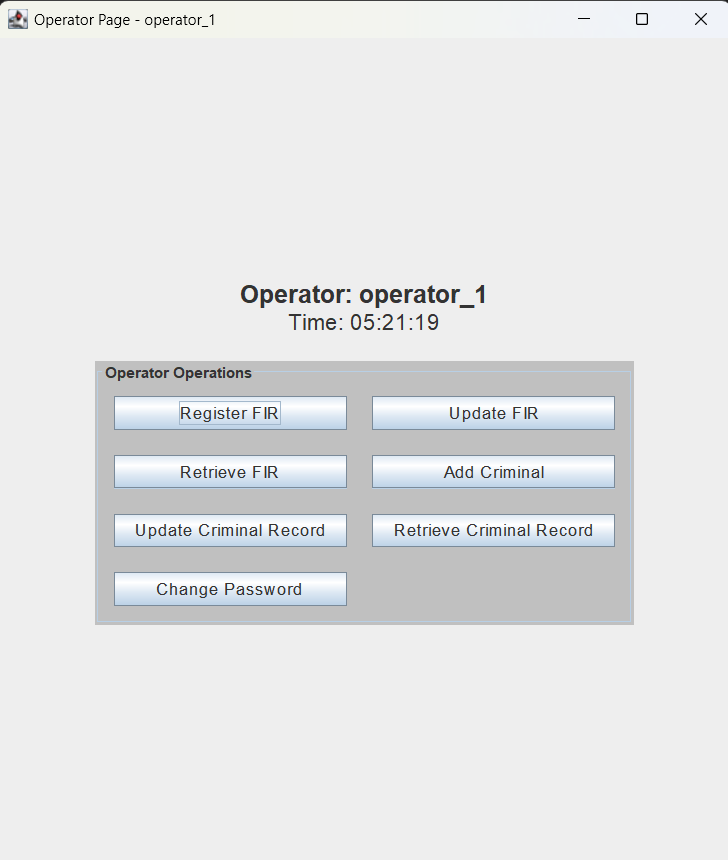 Operator Page - operator_1
Operator: operator_1
Time: 05:21:19
Operator Operations
Register FIR
Update FIR
Retrieve FIR
Add Criminal
Update Criminal Record
Retrieve Criminal Record
Change Password